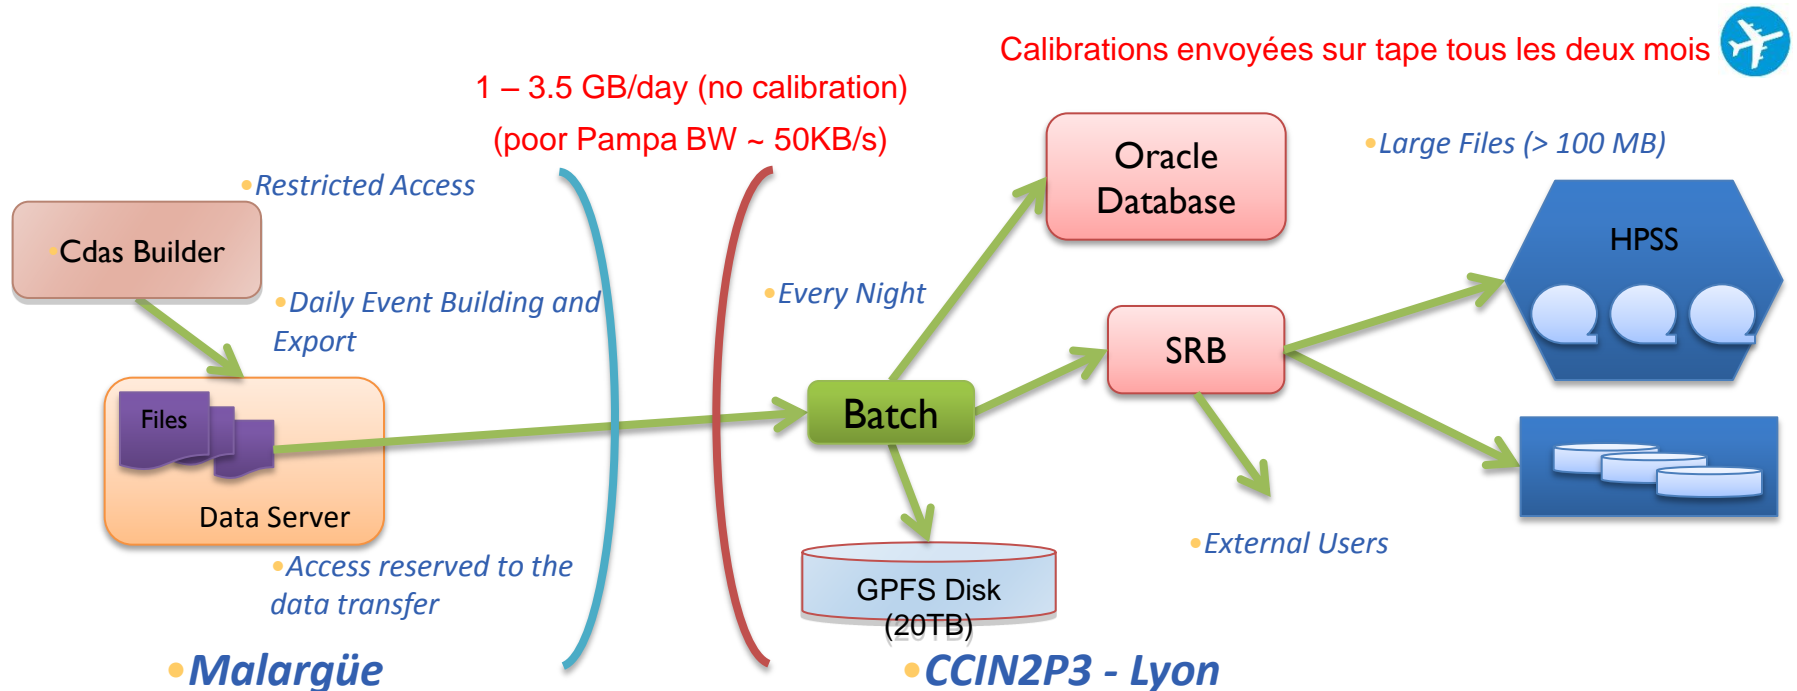 Calibrations envoyées sur tape tous les deux mois
1 – 3.5 GB/day (no calibration)
(poor Pampa BW ~ 50KB/s)
•Restricted Access
•Cdas Builder
•Daily Event Building and
Export
Files
Data Server
•Access reserved to the
data transfer
•Malargüe
•Every Night
Oracle
Database
•Large Files (> 100 MB)
HPSS
SRB
Batch
•External Users
GPFS Disk
(20TB)
•CCIN2P3 - Lyon